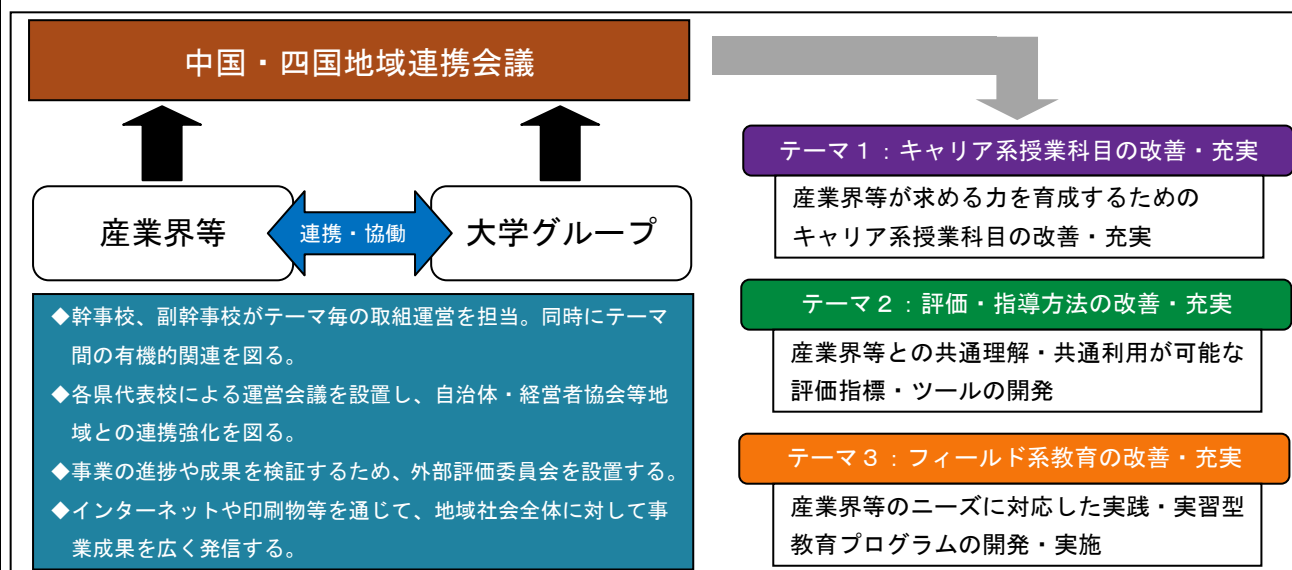 中国・四国地域連携会議
産業界等
連携・協働
大学グループ
◆幹事校、副幹事校がテーマ毎の取組運営を担当。同時にテーマ
間の有機的関連を図る。
◆各県代表校による運営会議を設置し、自治体・経営者協会等地
域との連携強化を図る。
◆事業の進捗や成果を検証するため、外部評価委員会を設置する。
◆インターネットや印刷物等を通じて、地域社会全体に対して事
業成果を広く発信する。
テーマ１：キャリア系授業科目の改善・充実
産業界等が求める力を育成するための
キャリア系授業科目の改善・充実
テーマ２：評価・指導方法の改善・充実
産業界等との共通理解・共通利用が可能な
評価指標・ツールの開発
テーマ３：フィールド系教育の改善・充実
産業界等のニーズに対応した実践・実習型
教育プログラムの開発・実施